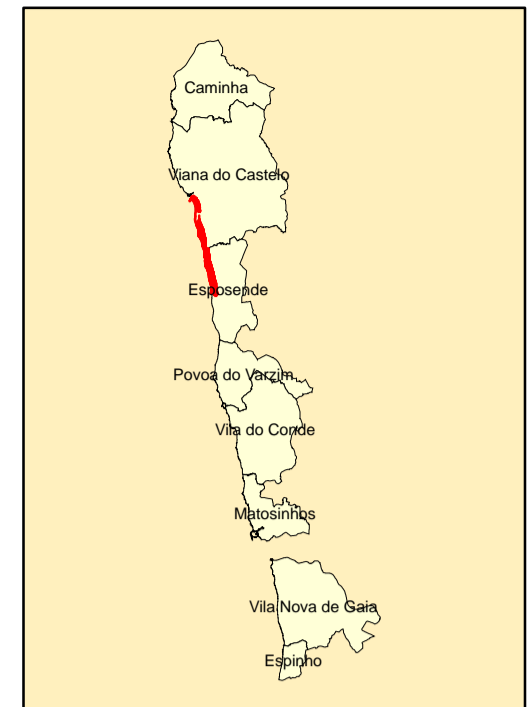 Caminha
Viana do Castelo
Esposende
Povoa do Varzim
Vila do Conde
Matosinhos
Vila Nova de Gaia
Espinho